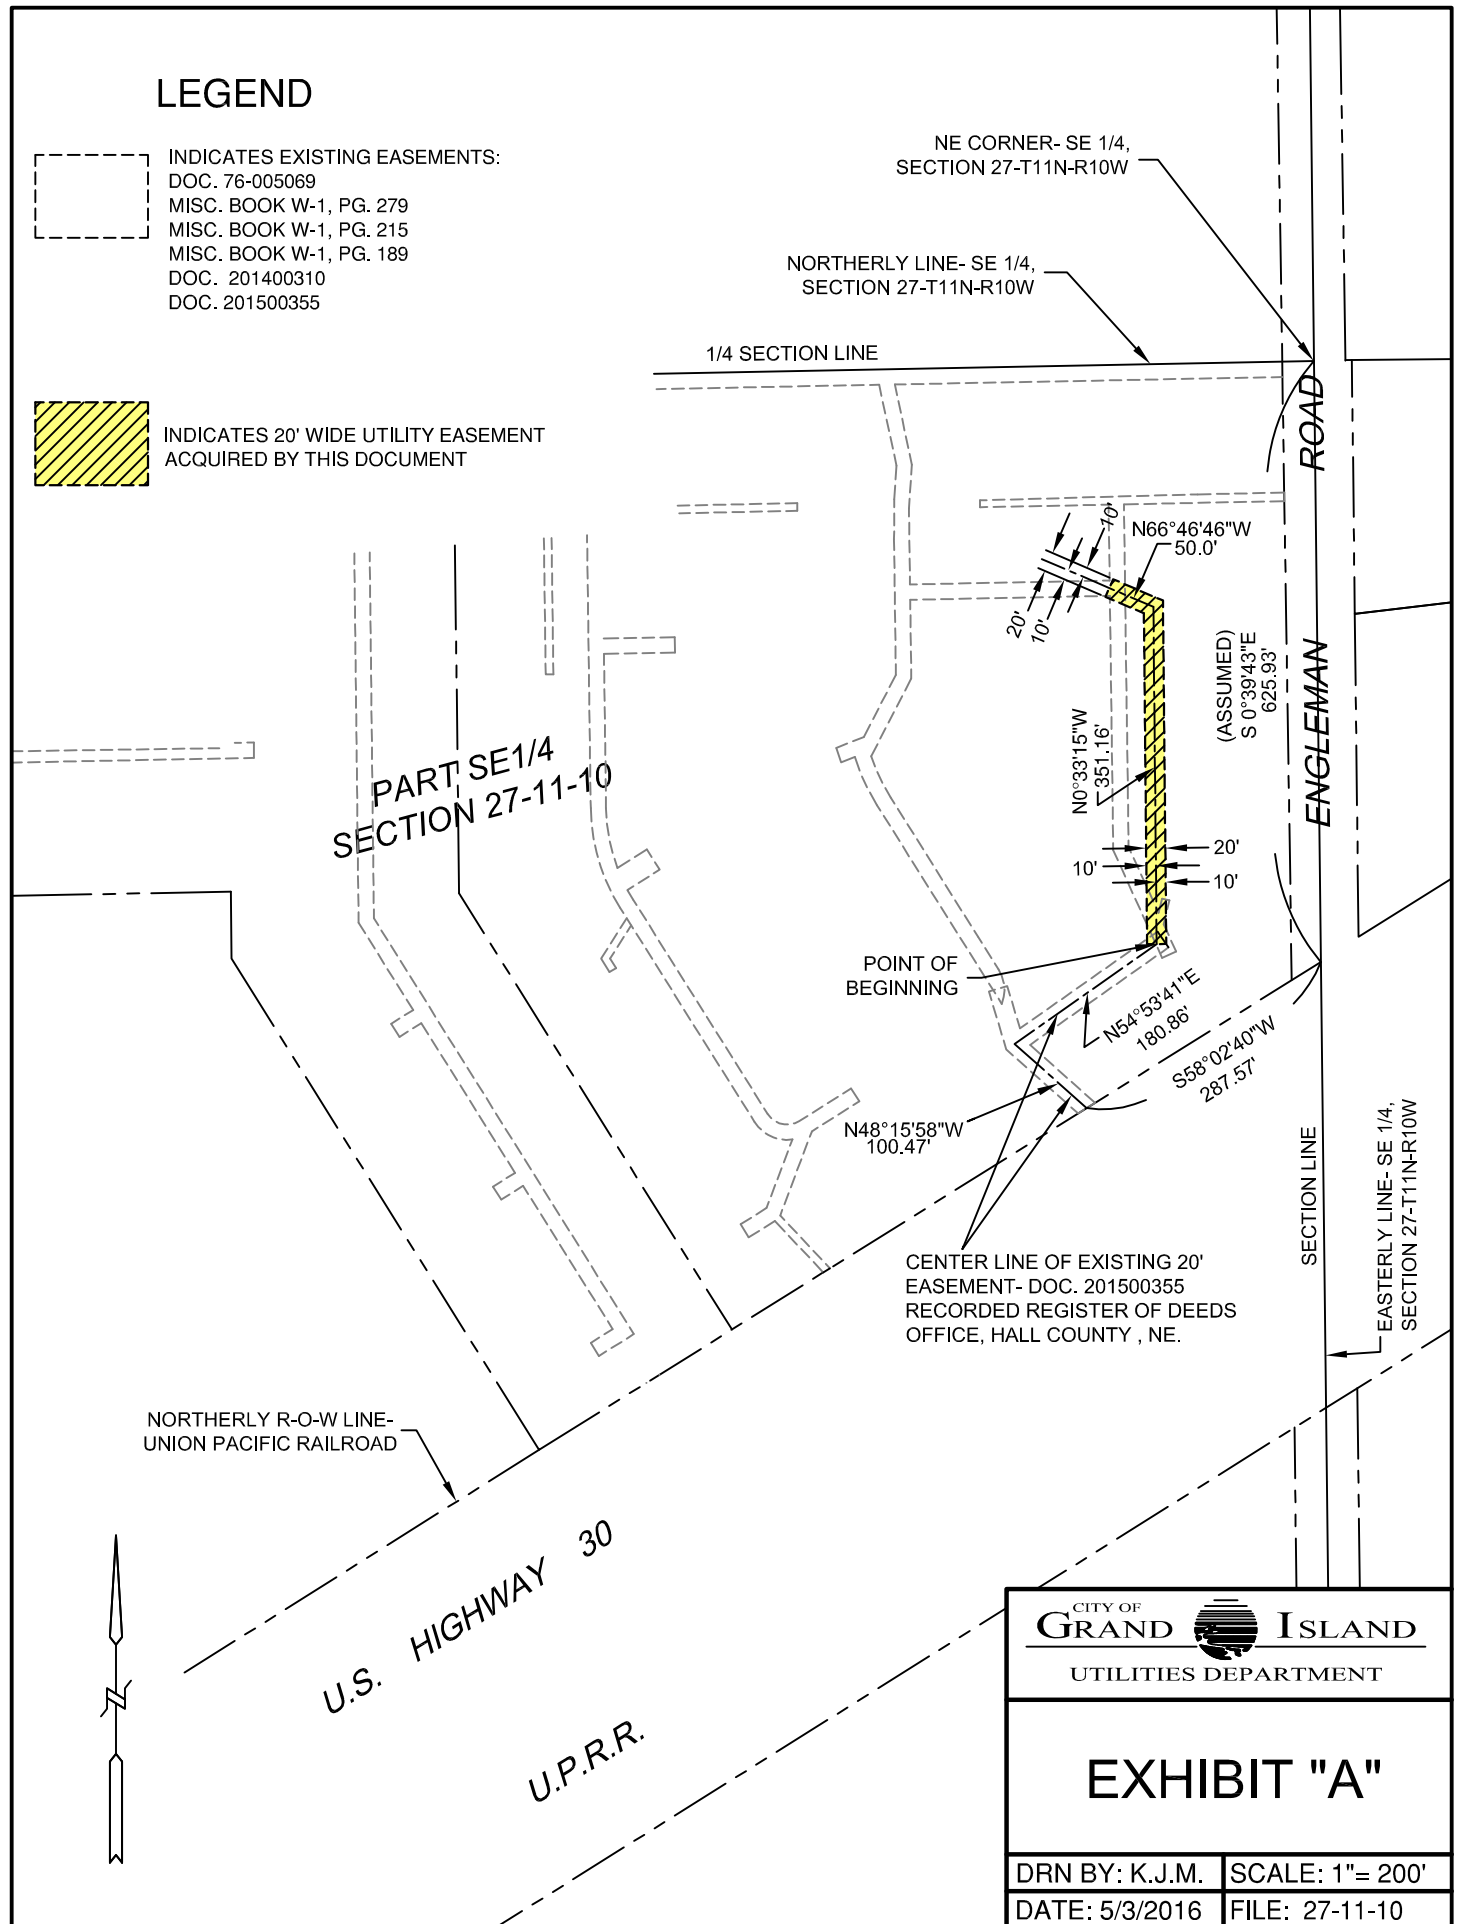 LEGEND
INDICATES EXISTING EASEMENTS:
DOC. 76-005069
MISC. BOOK W-1, PG. 279
MISC. BOOK W-1, PG. 215
MISC. BOOK W-1, PG. 189
DOC. 201400310
DOC. 201500355
INDICATES 20' WIDE UTILITY EASEMENT
ACQUIRED BY THIS DOCUMENT
NE CORNER- SE 1/4,
SECTION 27-T11N-R10W
NORTHERLY LINE- SE 1/4,
SECTION 27-T11N-R10W
1/4 SECTION LINE
ROAD
ENGLEMAN
10'
N66°46'46"W
50.0'
20'
10'
(ASSUMED)
S 0°39'43"E
625.93'
N0°33'15"W
351.16'
20'
10'
10'
PART SE1/4
SECTION 27-11-10
POINT OF
BEGINNING
N54°53'41"E
180.86'
S58°02'40"W
287.57'
N48°15'58"W
100.47'
CENTER LINE OF EXISTING 20'
EASEMENT- DOC. 201500355
RECORDED REGISTER OF DEEDS
OFFICE, HALL COUNTY , NE.
SECTION LINE
EASTERLY LINE- SE 1/4,
SECTION 27-T11N-R10W
NORTHERLY R-O-W LINE-
UNION PACIFIC RAILROAD
U.S. HIGHWAY 30
U.P.R.R.
CITY OF
GRAND ISLAND
UTILITIES DEPARTMENT
EXHIBIT "A"
DRN BY: K.J.M.
SCALE: 1"= 200'
DATE: 5/3/2016
FILE: 27-11-10